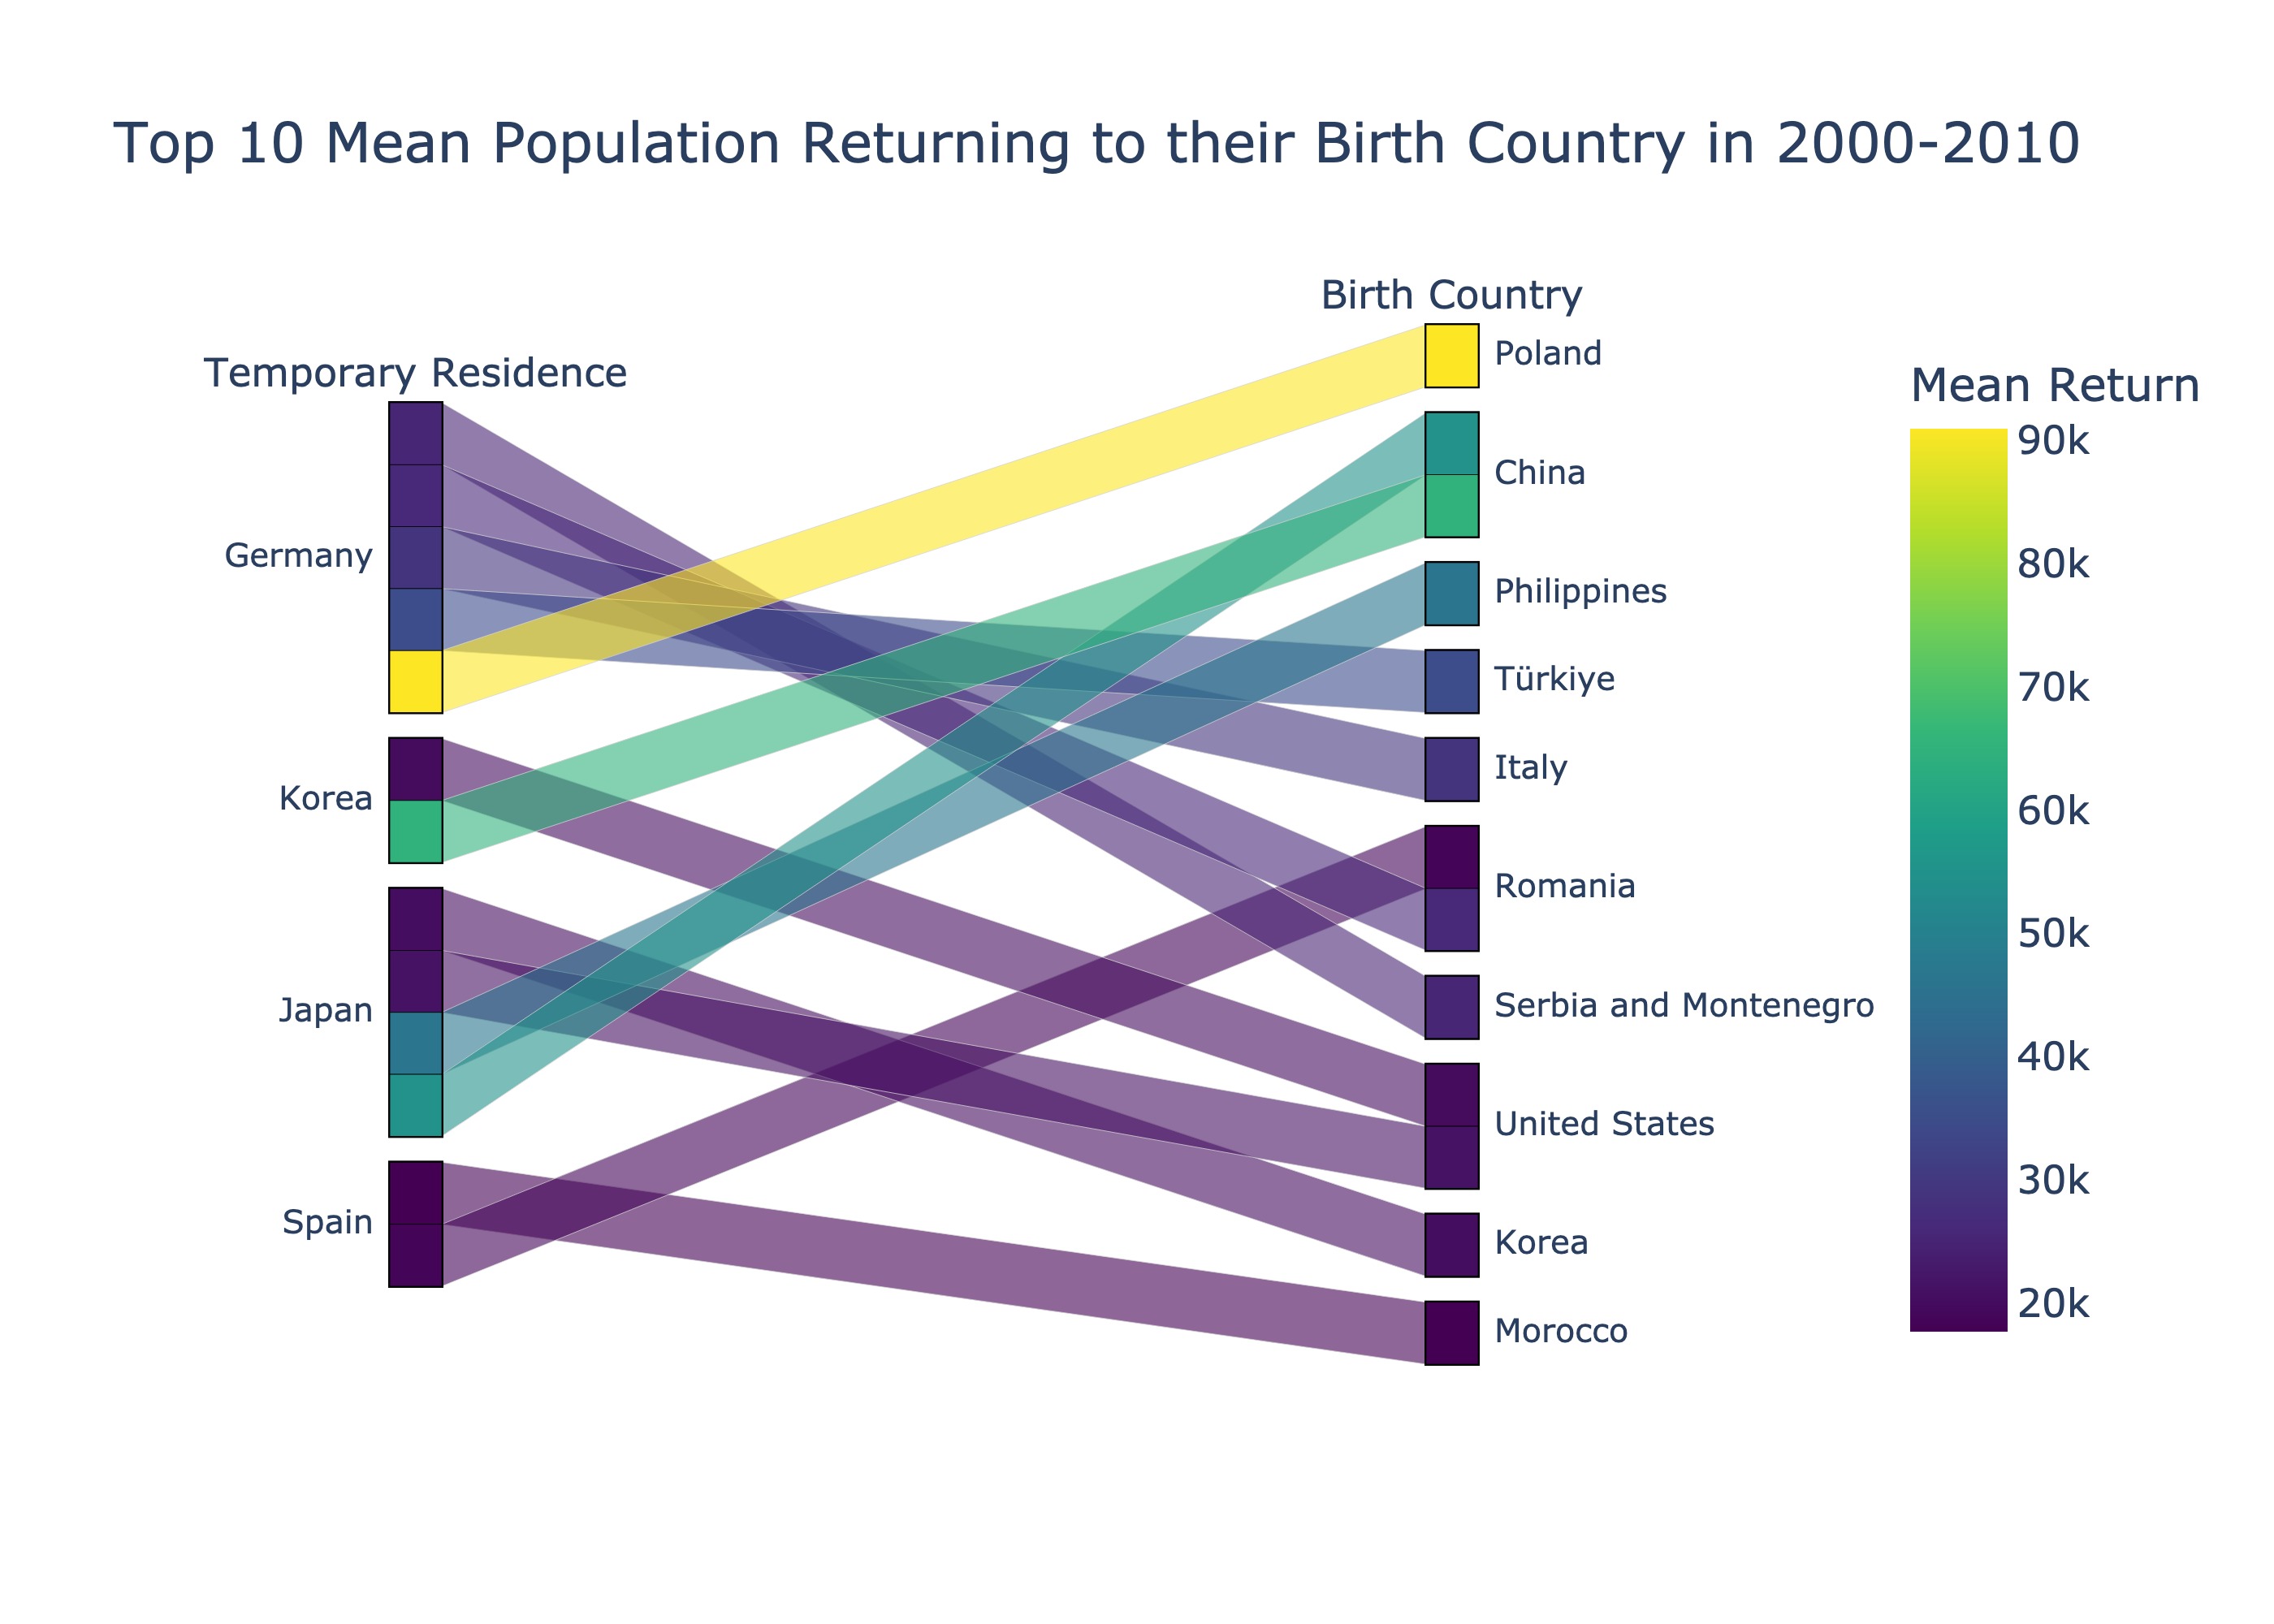 Top 10 Mean Population Returning to their Birth Country in 2000-2010
Birth Country
Temporary Residence
Germany
Korea
Japan
Spain
Poland
China
Philippines
Türkiye
Italy
Romania
Serbia and Montenegro
United States
Korea
Morocco
Mean Return
90k
80k
70k
60k
50k
40k
30k
20k